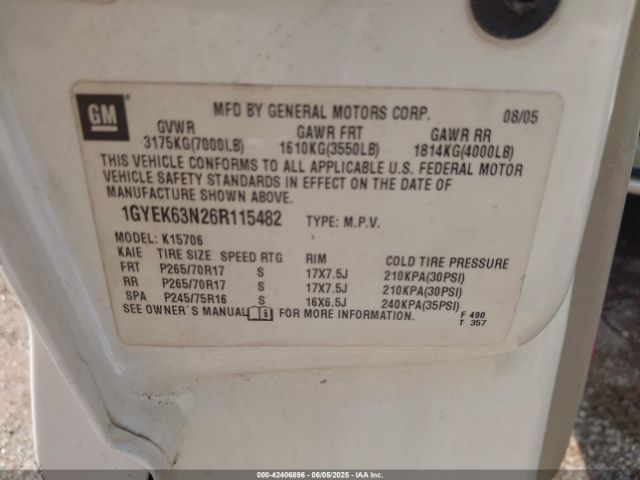 GM
MFD BY GENERAL MOTORS CORP. 08/05
GVWR GAWR FRT GAWR RR
3175KG(7000LB) 1610KG(3550LB) 1814KG(4000LB)
THIS VEHICLE CONFORMS TO ALL APPLICABLE U.S. FEDERAL MOTOR
VEHICLE SAFETY STANDARDS IN EFFECT ON THE DATE OF
MANUFACTURE SHOWN ABOVE.
1GYEK63N26R115482 TYPE: M.P.V.
MODEL: K15706
KAIE TIRE SIZE SPEED RTG RIM COLD TIRE PRESSURE
FRT P265/70R17 S 17X7.5J 210KPA(30PSI)
RR P265/70R17 S 17X7.5J 210KPA(30PSI)
SPA P245/75R16 S 16X6.5J 240KPA(35PSI)
SEE OWNER'S MANUAL FOR MORE INFORMATION.
F 490
T 357
000-42406896 - 06/05/2025 - IAA Inc.